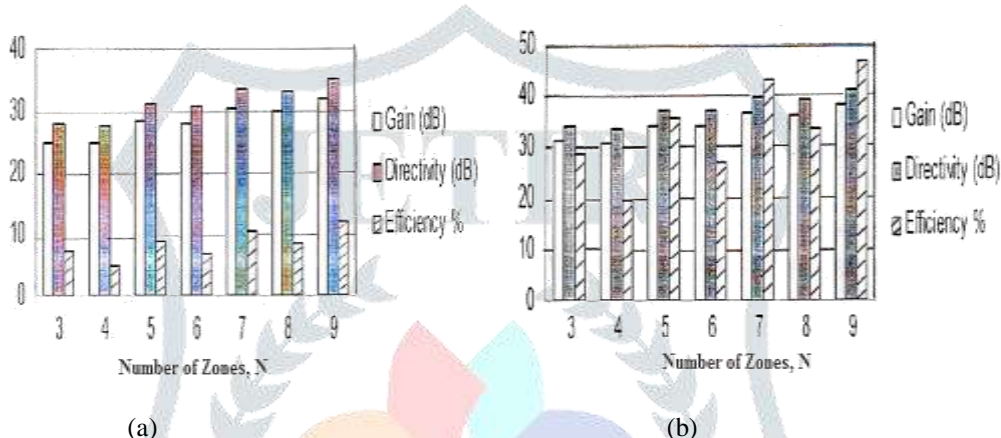 40
30
20
10
0
3 4 5 6 7 8 9
Number of Zones, N
Gain (dB)
Directivity (dB)
Efficiency %
(a)
50
40
30
20
10
0
3 4 5 6 7 8 9
Number of Zones, N
Gain (dB)
Directivity (dB)
Efficiency %
(b)
JETIR